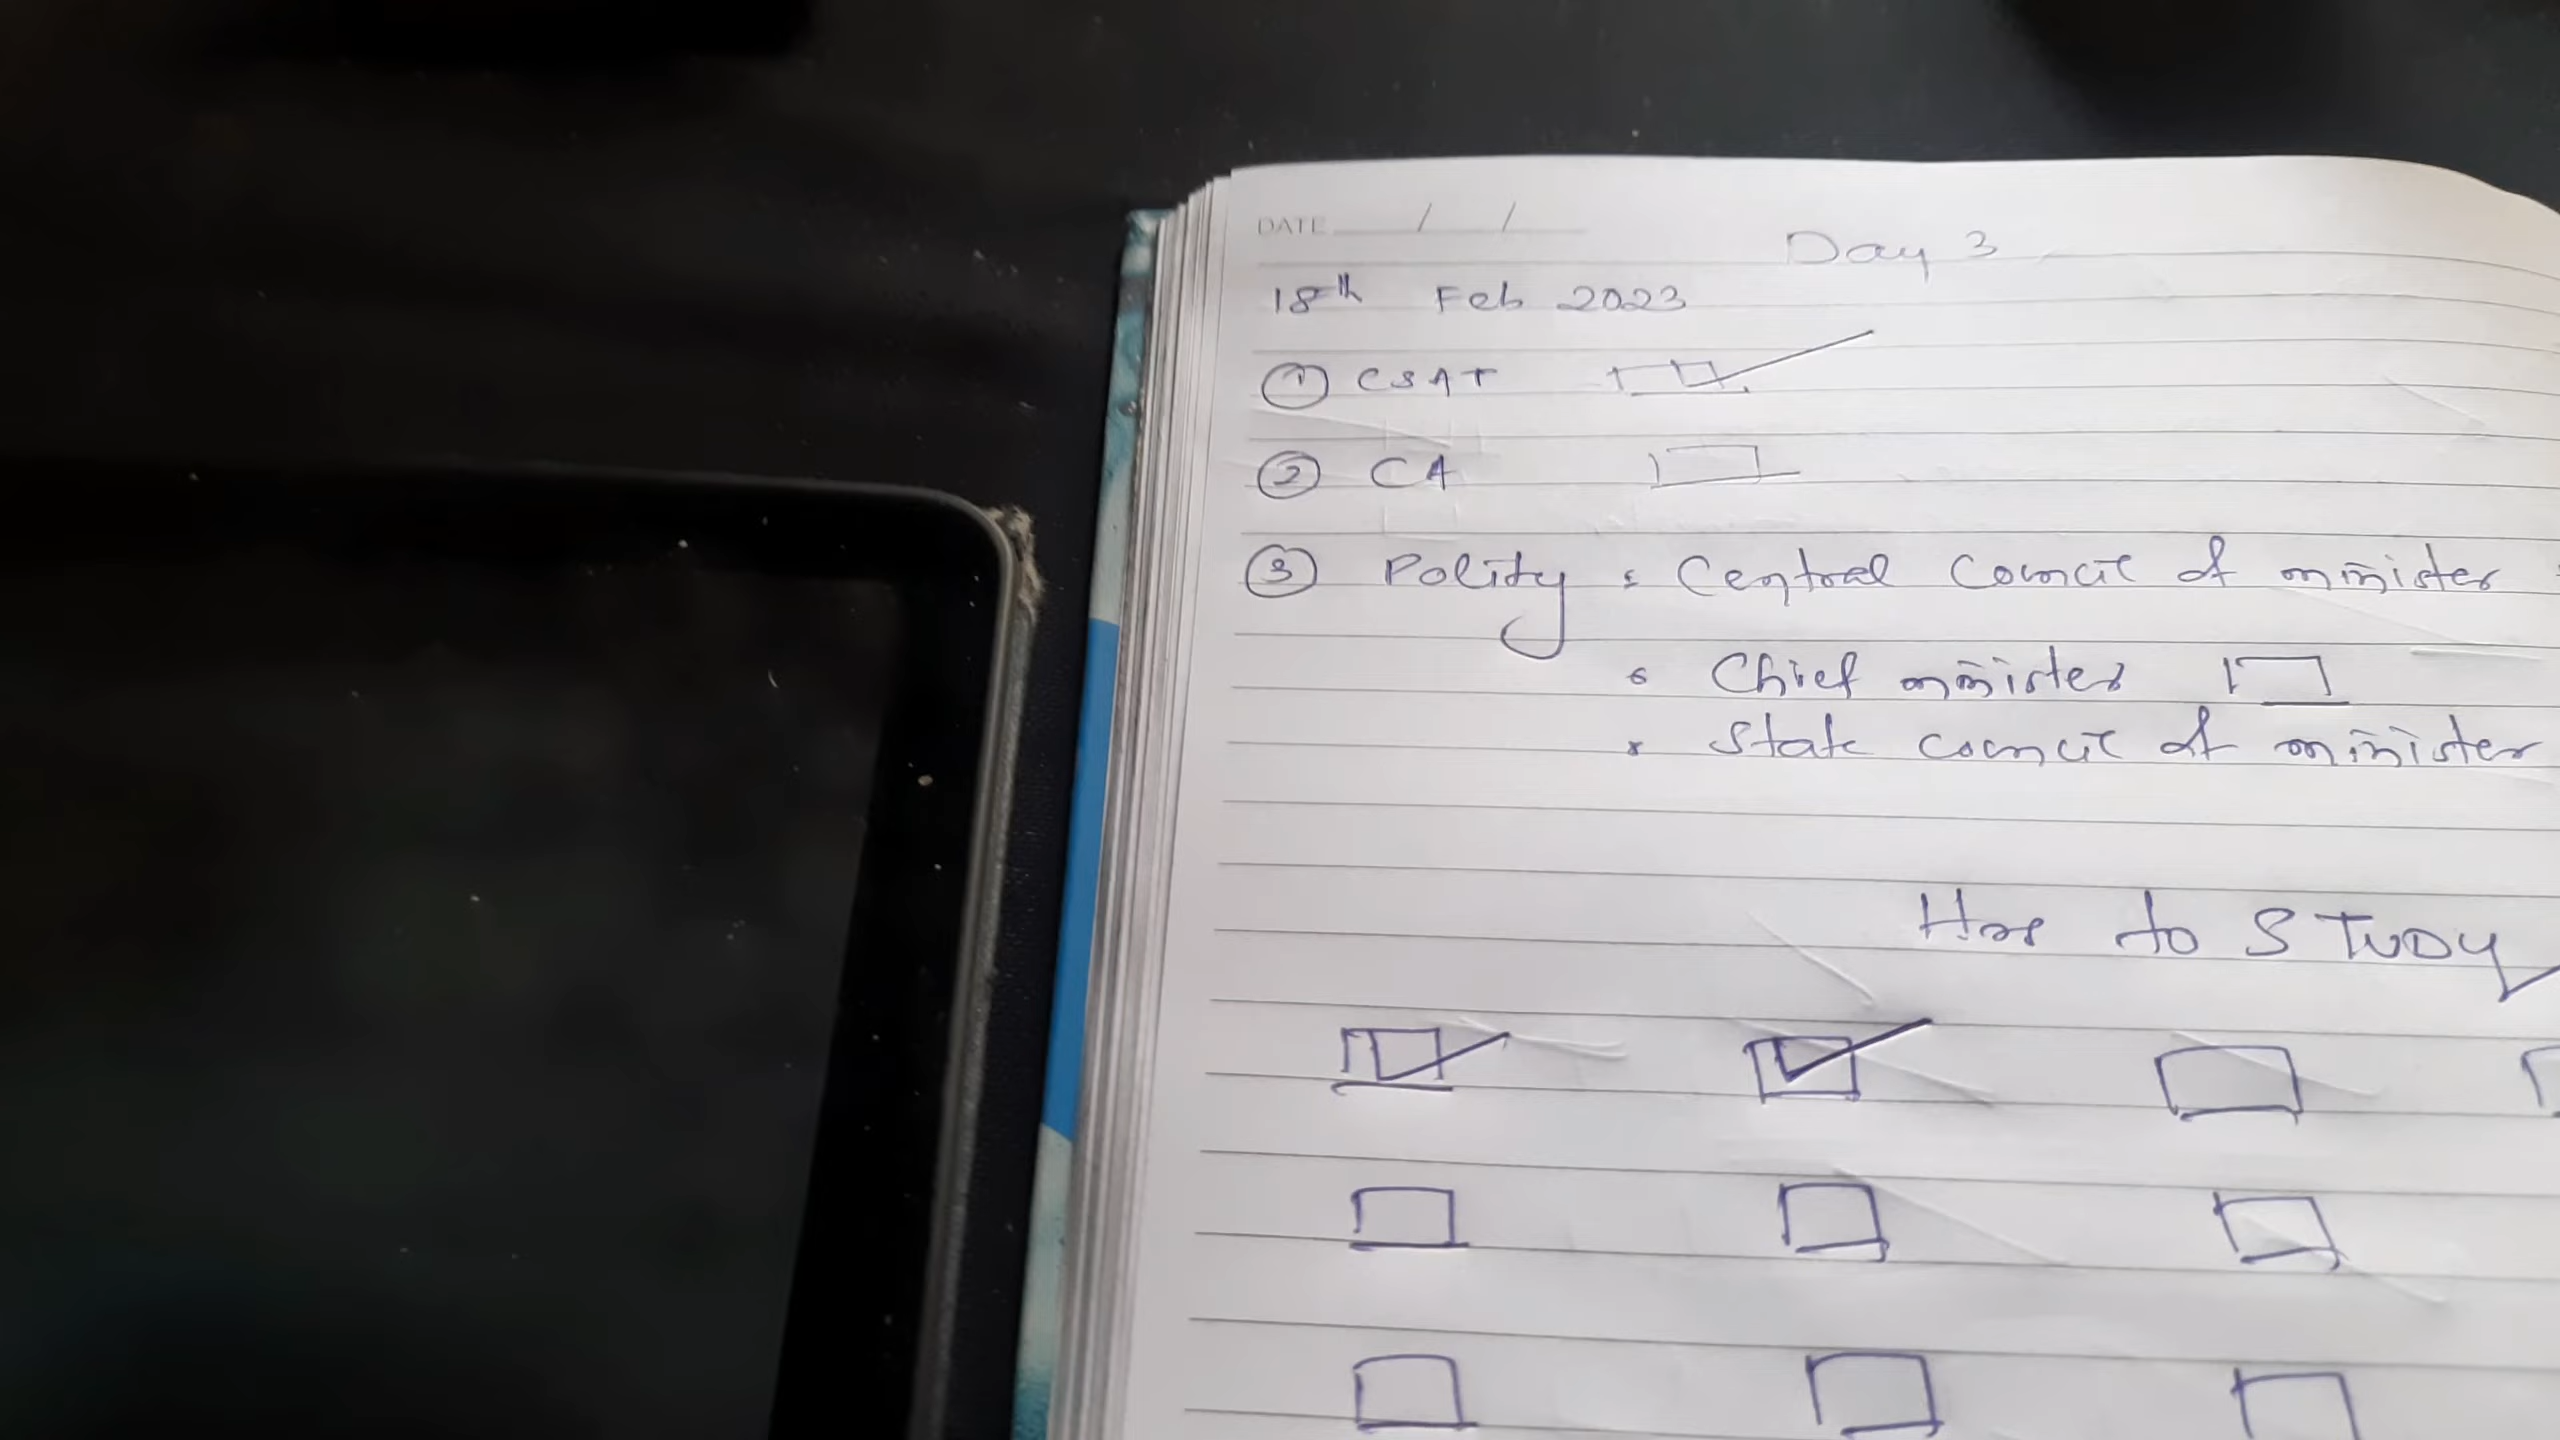 DATE / /
Day 3
18th Feb 2023
① CSAT
② CA
③ Polity : Central Council of minister
• Chief minister
• State council of minister
Hrs to STUDY